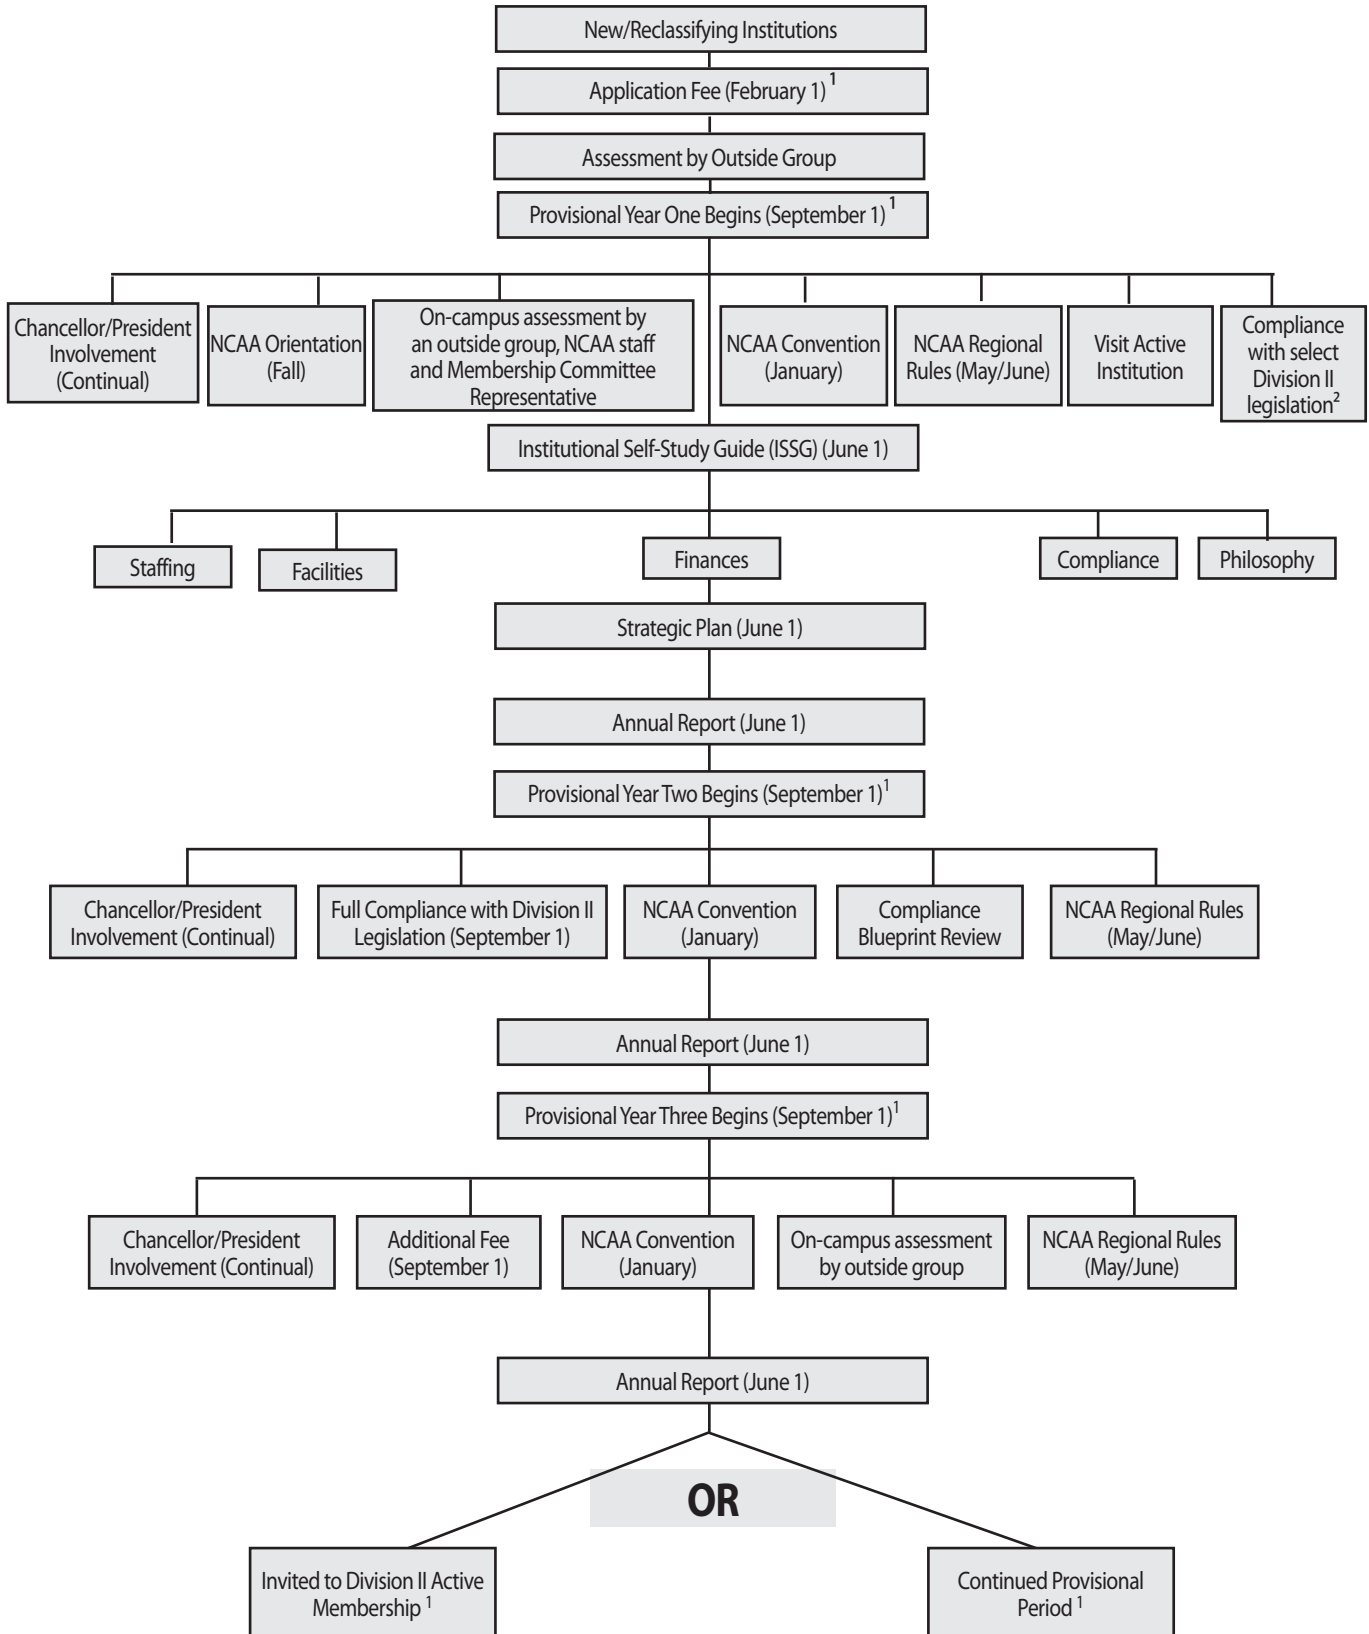 New/Reclassifying Institutions
Application Fee (February 1) 1
Assessment by Outside Group
Provisional Year One Begins (September 1) 1
Chancellor/President
Involvement
(Continual)
NCAA Orientation
(Fall)
On-campus assessment by
an outside group, NCAA staff
and Membership Committee
Representative
NCAA Convention
(January)
NCAA Regional
Rules (May/June)
Visit Active
Institution
Compliance
with select
Division II
legislation2
Institutional Self-Study Guide (ISSG) (June 1)
Staffing
Facilities
Finances
Compliance
Philosophy
Strategic Plan (June 1)
Annual Report (June 1)
Provisional Year Two Begins (September 1)1
Chancellor/President
Involvement (Continual)
Full Compliance with Division II
Legislation (September 1)
NCAA Convention
(January)
Compliance
Blueprint Review
NCAA Regional Rules
(May/June)
Annual Report (June 1)
Provisional Year Three Begins (September 1)1
Chancellor/President
Involvement (Continual)
Additional Fee
(September 1)
NCAA Convention
(January)
On-campus assessment
by outside group
NCAA Regional Rules
(May/June)
Annual Report (June 1)
OR
Invited to Division II Active
Membership 1
Continued Provisional
Period 1